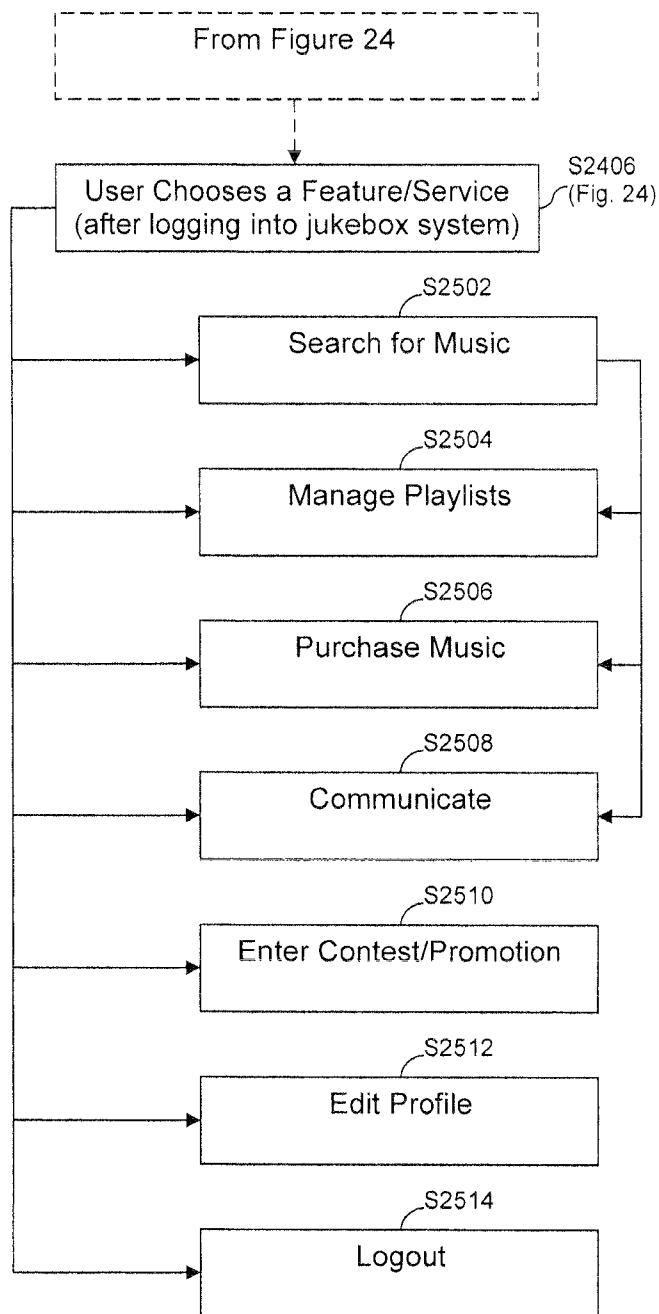 From Figure 24
User Chooses a Feature/Service
(after logging into jukebox system)
S2406
(Fig. 24)
S2502
Search for Music
S2504
Manage Playlists
S2506
Purchase Music
S2508
Communicate
S2510
Enter Contest/Promotion
S2512
Edit Profile
S2514
Logout